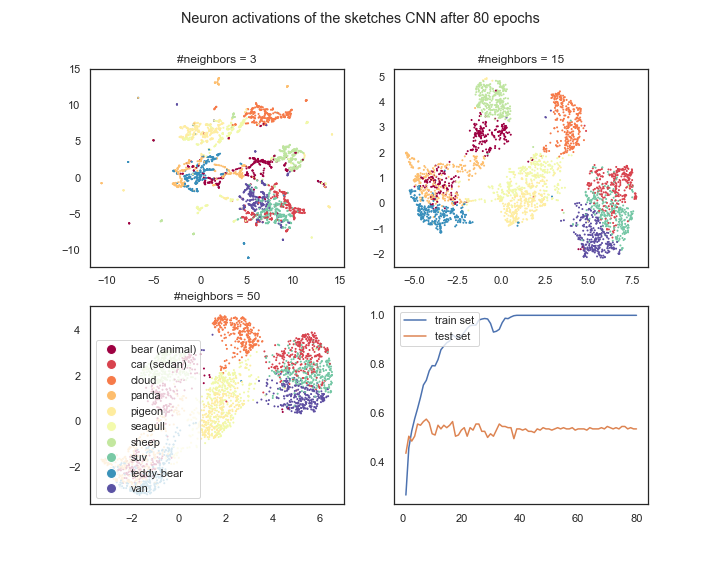 Neuron activations of the sketches CNN after 80 epochs
#neighbors = 3
15
10
5
0
−5
−10
−10
−5
0
5
10
15
#neighbors = 15
5
4
3
2
1
0
−1
−2
−5.0
−2.5
0.0
2.5
5.0
7.5
#neighbors = 50
4
2
0
−2
−2
0
2
4
6
bear (animal)
car (sedan)
cloud
panda
pigeon
seagull
sheep
suv
teddy-bear
van
1.0
0.8
0.6
0.4
0
20
40
60
80
train set
test set